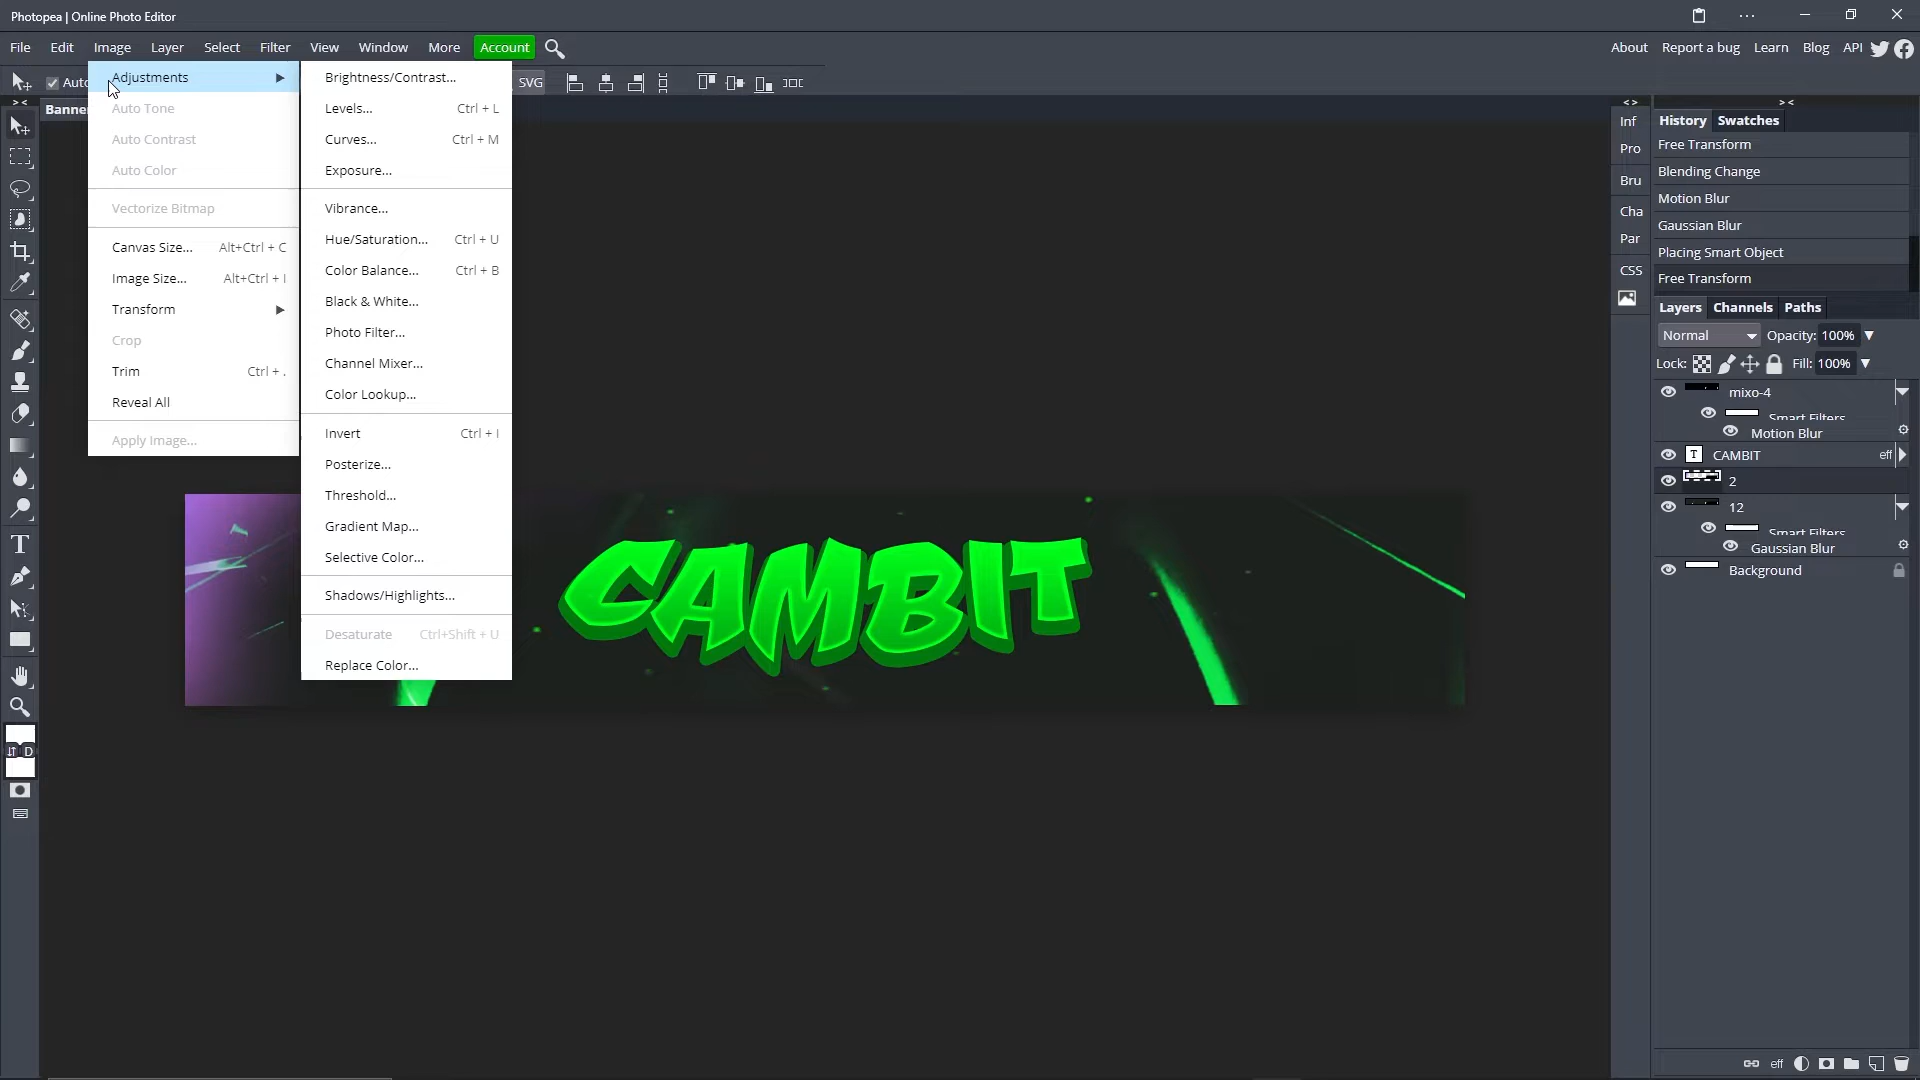 Photopea | Online Photo Editor
File Edit Image Layer Select Filter View Window More Account
About Report a bug Learn Blog API
Auto
SVG
Banner
Adjustments
Auto Tone
Auto Contrast
Auto Color
Vectorize Bitmap
Canvas Size... Alt+Ctrl + C
Image Size... Alt+Ctrl + I
Transform
Crop
Trim Ctrl + .
Reveal All
Apply Image...
Brightness/Contrast...
Levels... Ctrl + L
Curves... Ctrl + M
Exposure...
Vibrance...
Hue/Saturation... Ctrl + U
Color Balance... Ctrl + B
Black & White...
Photo Filter...
Channel Mixer...
Color Lookup...
Invert Ctrl + I
Posterize...
Threshold...
Gradient Map...
Selective Color...
Shadows/Highlights...
Desaturate Ctrl+Shift + U
Replace Color...
CAMBIT
D
Inf
Pro
Bru
Cha
Par
CSS
History Swatches
Free Transform
Blending Change
Motion Blur
Gaussian Blur
Placing Smart Object
Free Transform
Layers Channels Paths
Normal Opacity: 100%
Lock: Fill: 100%
mixo-4
Smart Filters
Motion Blur
T CAMBIT eff
2
12
Smart Filters
Gaussian Blur
Background
eff